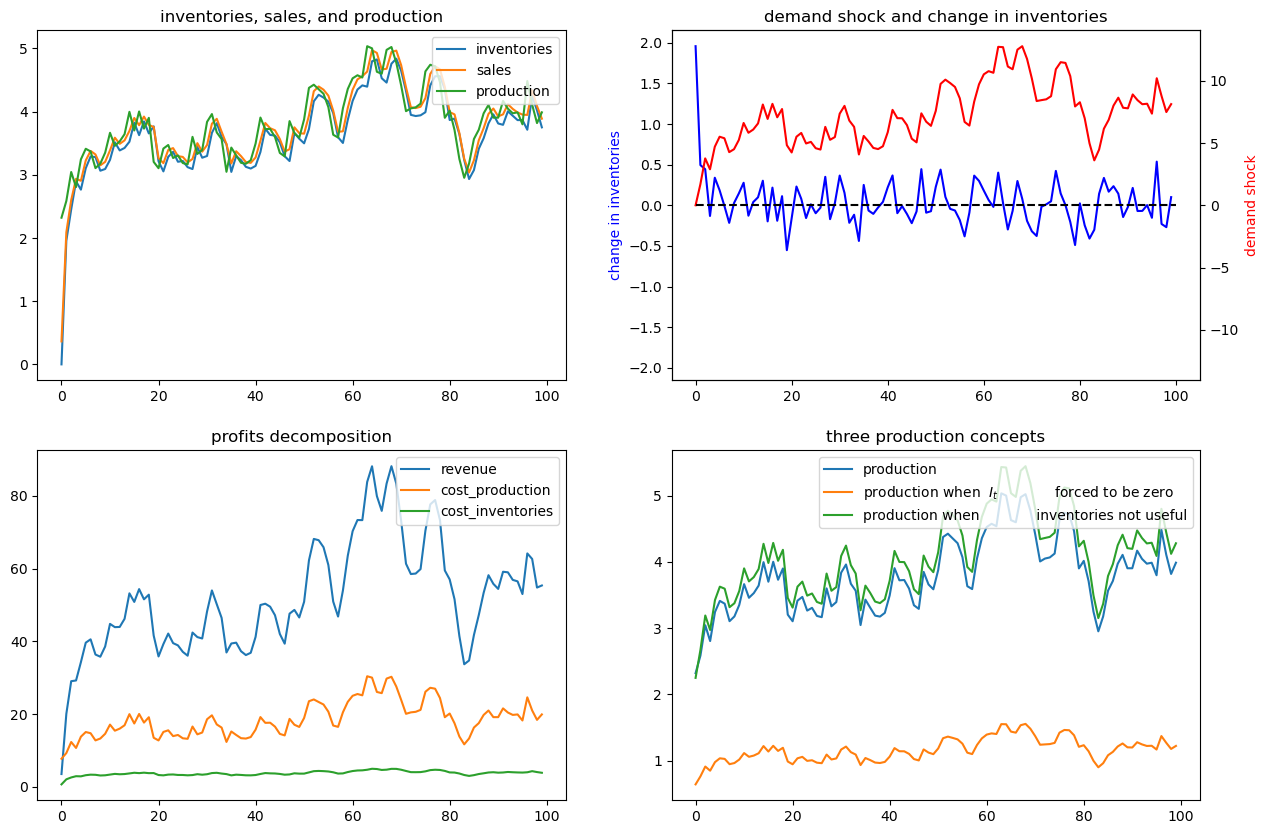 inventories, sales, and production
5
4
3
2
1
0
0 20 40 60 80 100
inventories
sales
production
demand shock and change in inventories
2.0
1.5
1.0
0.5
0.0
−0.5
−1.0
−1.5
−2.0
change in inventories
10
5
0
−5
−10
demand shock
0 20 40 60 80 100
profits decomposition
80
60
40
20
0
0 20 40 60 80 100
revenue
cost_production
cost_inventories
three production concepts
5
4
3
2
1
0 20 40 60 80 100
production
production when I_t forced to be zero
production when inventories not useful